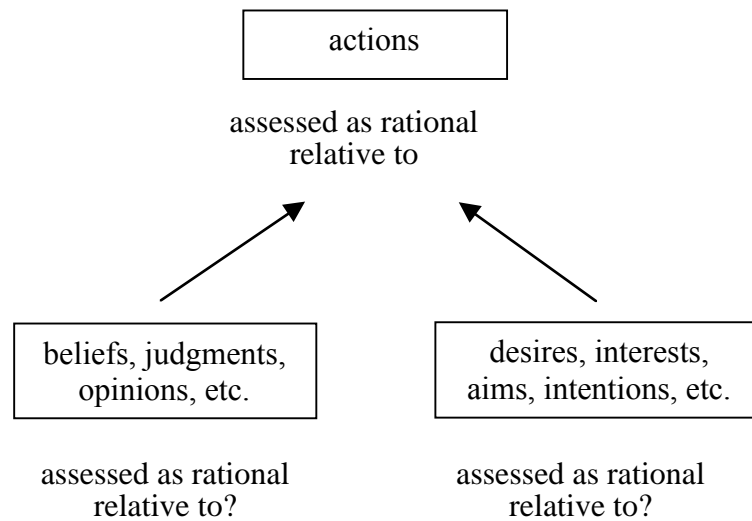 actions
assessed as rational
relative to
beliefs, judgments,
opinions, etc.
desires, interests,
aims, intentions, etc.
assessed as rational
relative to?
assessed as rational
relative to?